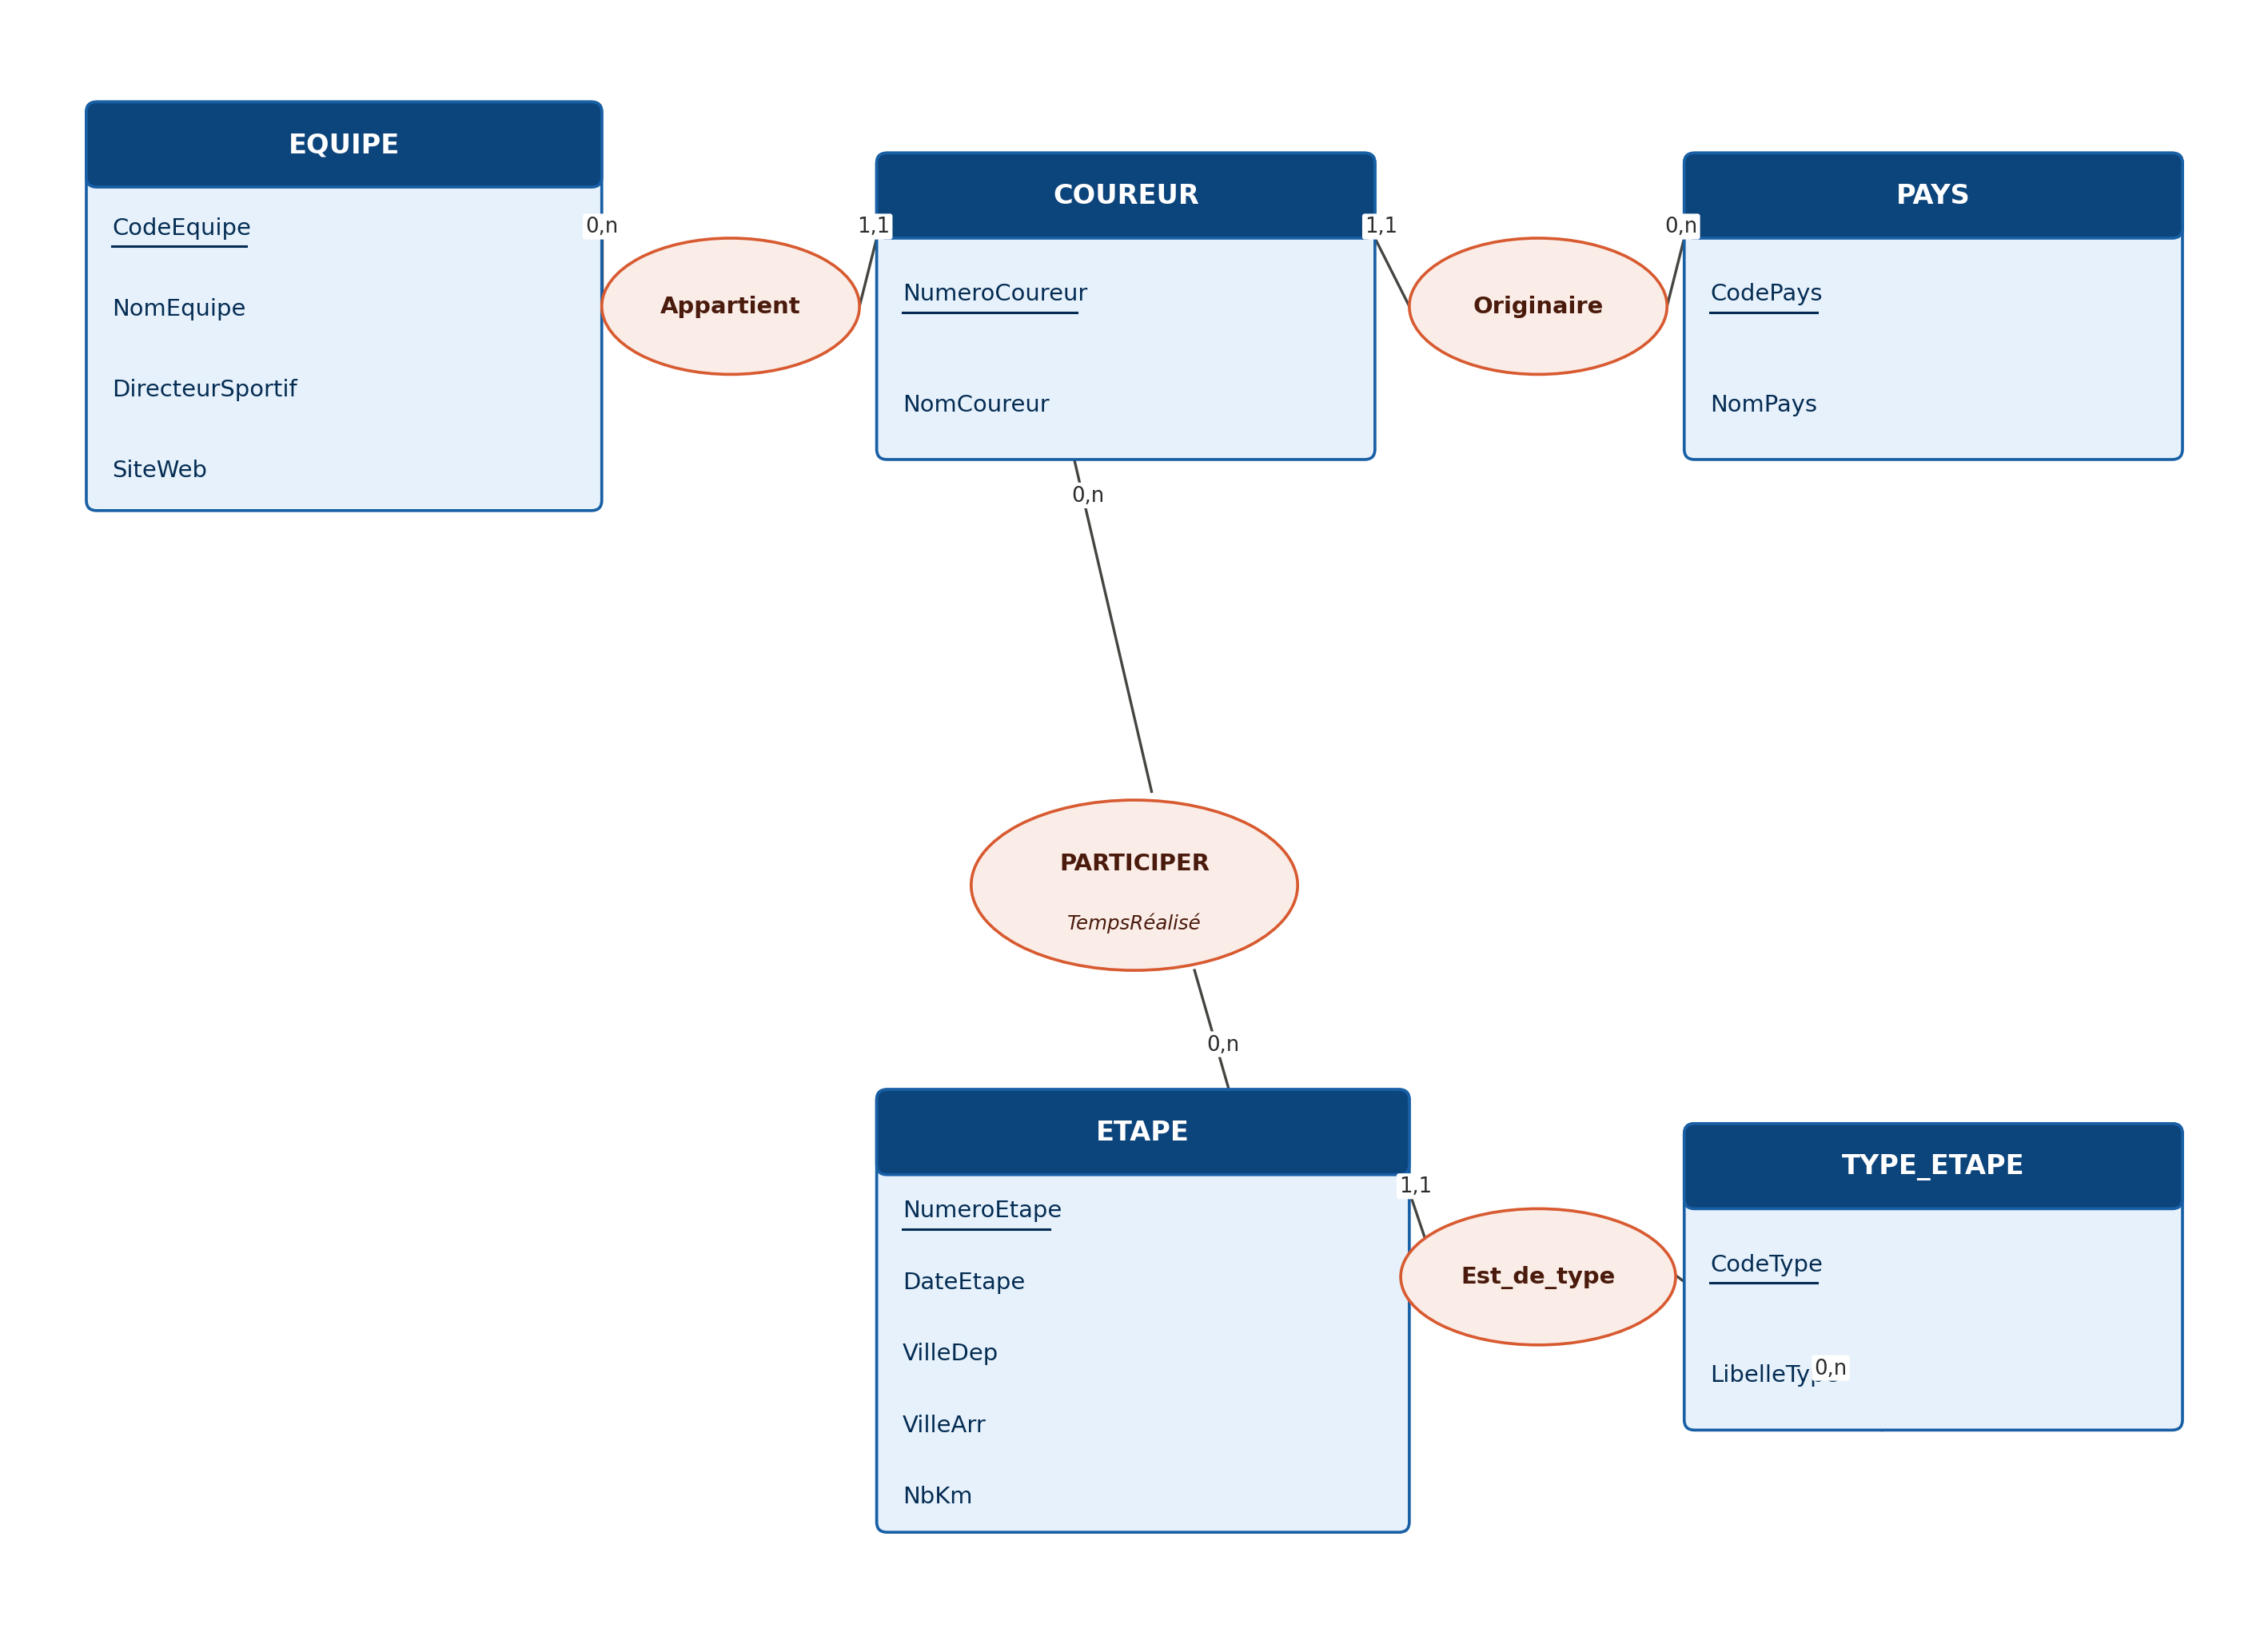 EQUIPE
CodeEquipe
NomEquipe
DirecteurSportif
SiteWeb
0,n
Appartient
1,1
COUREUR
NumeroCoureur
NomCoureur
1,1
Originaire
0,n
PAYS
CodePays
NomPays
0,n
PARTICIPER
TempsRéalisé
0,n
ETAPE
NumeroEtape
DateEtape
VilleDep
VilleArr
NbKm
1,1
Est_de_type
TYPE_ETAPE
CodeType
LibelleType
0,n